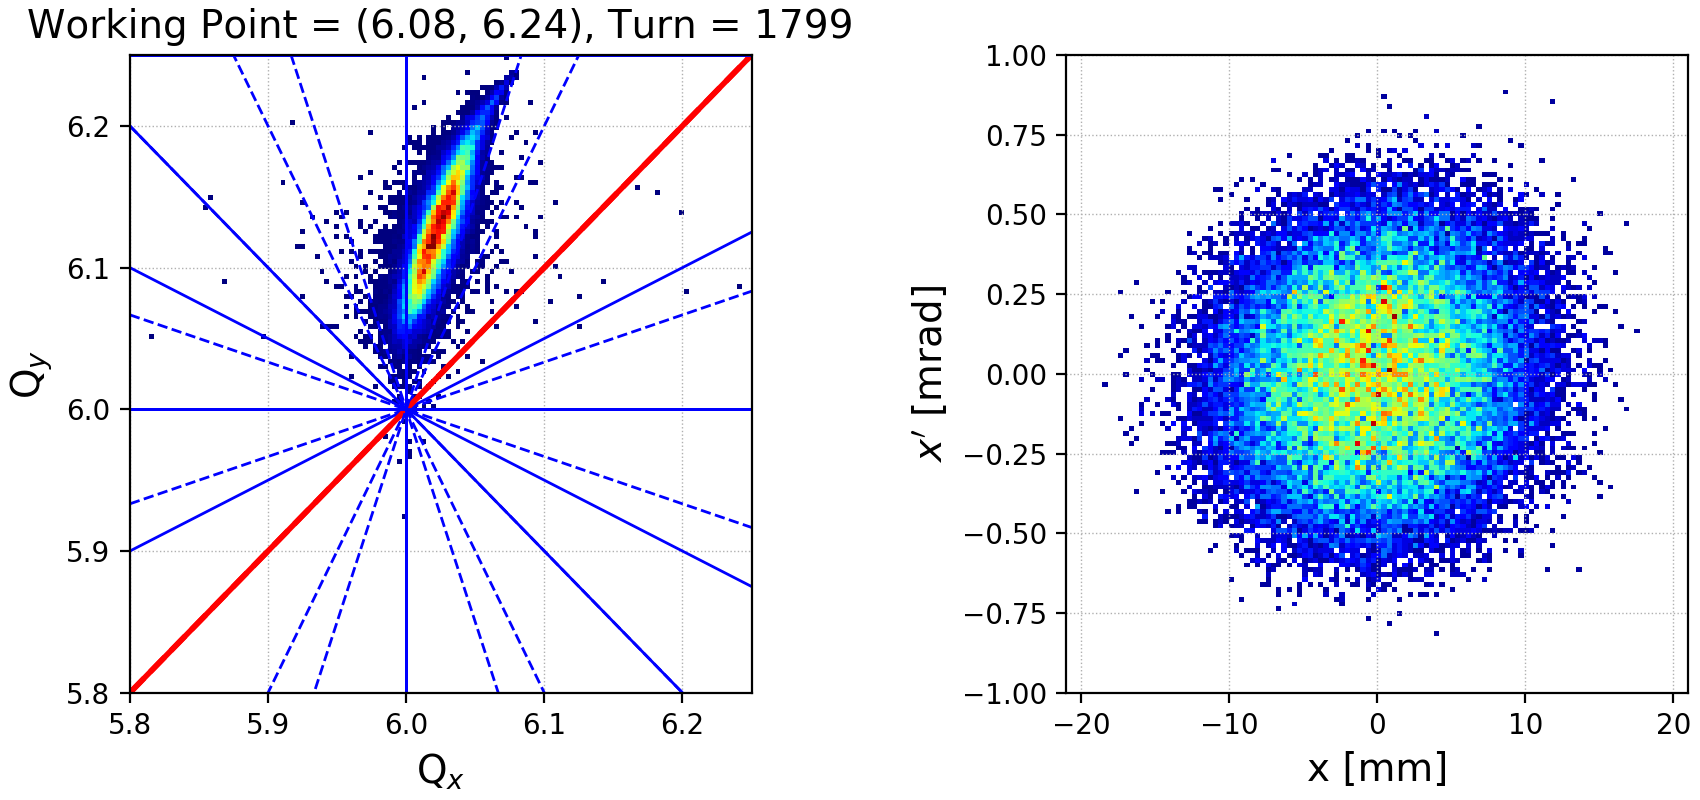 Working Point = (6.08, 6.24), Turn = 1799
6.2
6.1
6.0
5.9
5.8
Q_y
5.8 5.9 6.0 6.1 6.2
Q_x
1.00
0.75
0.50
0.25
0.00
−0.25
−0.50
−0.75
−1.00
x′ [mrad]
−20 −10 0 10 20
x [mm]